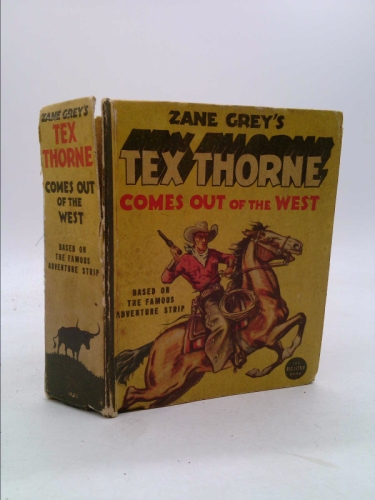 ZANE GREY'S
TEX
THORNE
COMES OUT
OF THE
WEST
BASED ON
THE FAMOUS
ADVENTURE STRIP
ZANE GREY'S
TEX THORNE
COMES OUT OF THE WEST
BASED ON
THE FAMOUS
ADVENTURE STRIP